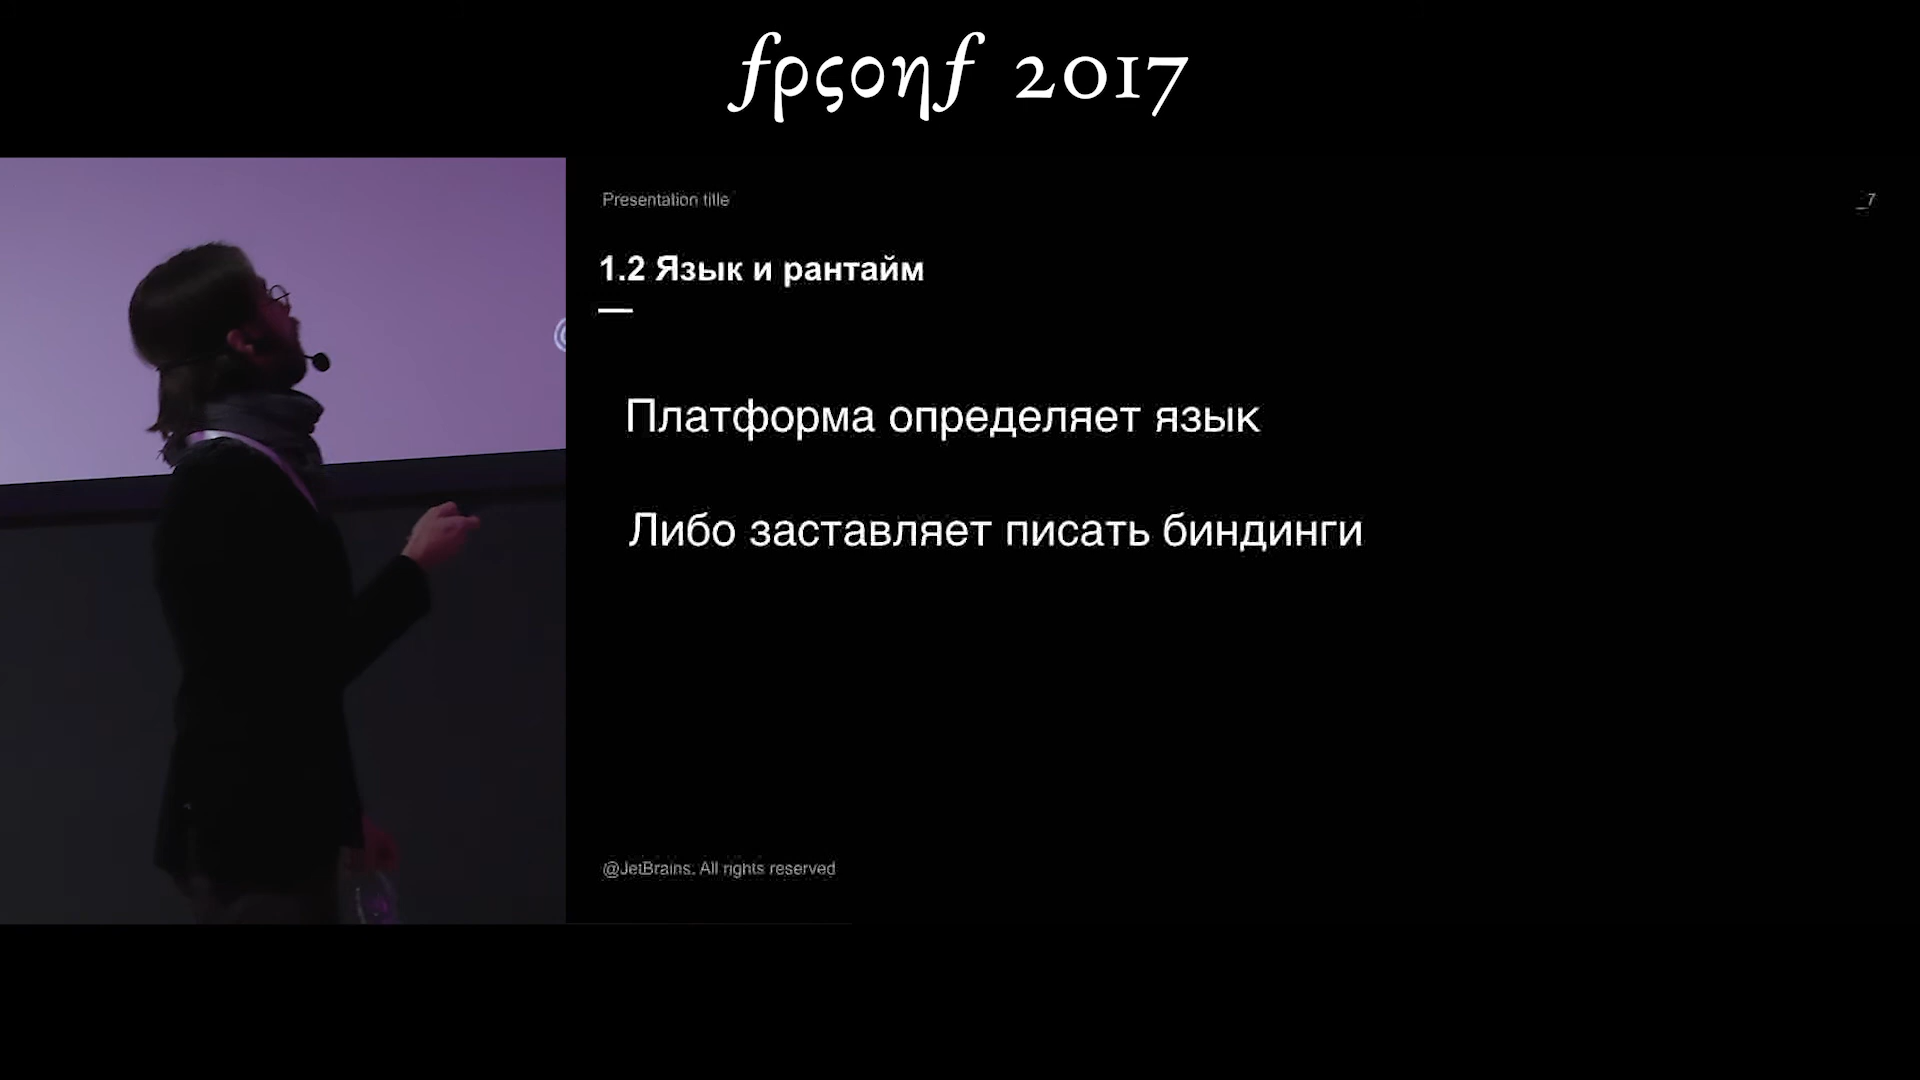 fρςοηf 2017
Presentation title
_7
1.2 Язык и рантайм
Платформа определяет язык
Либо заставляет писать биндинги
@JetBrains. All rights reserved